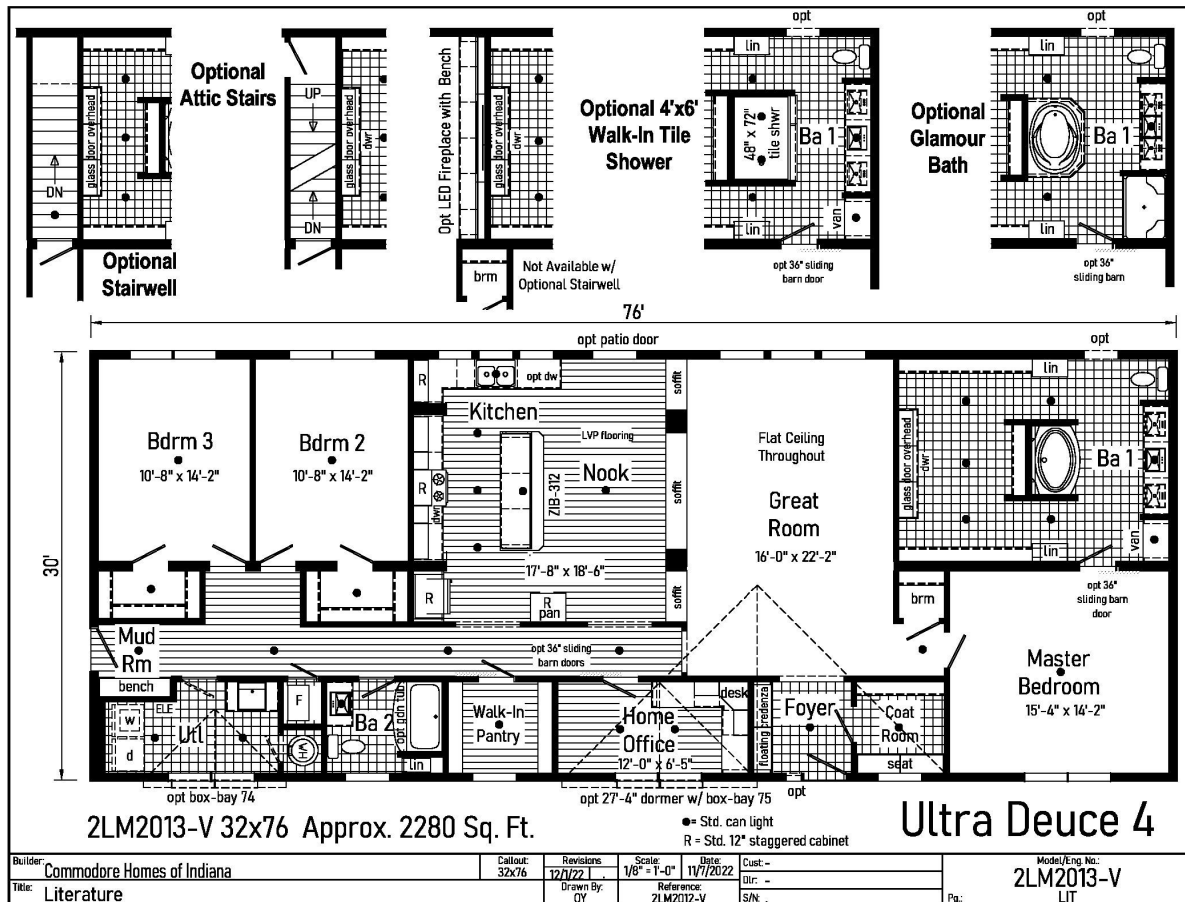 opt
opt
Optional
Attic Stairs
UP
DN
DN
glass door overhead
glass door overhead
dwr
Opt LED Fireplace with Bench
glass door overhead
dwr
Optional 4'x6'
Walk-In Tile
Shower
lin
48" x 72"
tile shwr
Ba 1
lin
van
opt 36" sliding
barn door
Optional
Glamour
Bath
lin
Ba 1
lin
opt 36"
sliding barn
Optional
Stairwell
brm
Not Available w/
Optional Stairwell
76'
30'
opt patio door
opt
Bdrm 3
10'-8" x 14'-2"
Bdrm 2
10'-8" x 14'-2"
R
opt dw
Kitchen
LVP flooring
Nook
ZIB-312
R
dwr
17'-8" x 18'-6"
R
R
pan
soffit
soffit
soffit
Flat Ceiling
Throughout
Great
Room
16'-0" x 22'-2"
glass door overhead
dwr
lin
Ba 1
lin
van
opt 36"
sliding barn
door
brm
Mud
Rm
bench
opt 36" sliding
barn doors
ELE
W
d
Utl
F
WH
Ba 2
opt gdn tub
lin
Walk-In
Pantry
Home
Office
12'-0" x 6'-5"
desk
floating credenza
Foyer
Coat
Room
seat
Master
Bedroom
15'-4" x 14'-2"
opt box-bay 74
opt 27'-4" dormer w/ box-bay 75
opt
2LM2013-V 32x76 Approx. 2280 Sq. Ft.
●= Std. can light
R = Std. 12" staggered cabinet
Ultra Deuce 4
Builder: Commodore Homes of Indiana
Callout: 32x76
Revisions 12/1/22
Scale: 1/8" = 1'-0"
Date: 11/7/2022
Cust: -
Dlr: -
S/N: .
Model/Eng. No.: 2LM2013-V
Title: Literature
Drawn By: OY
Reference: 2LM2012-V
Pg.: LIT